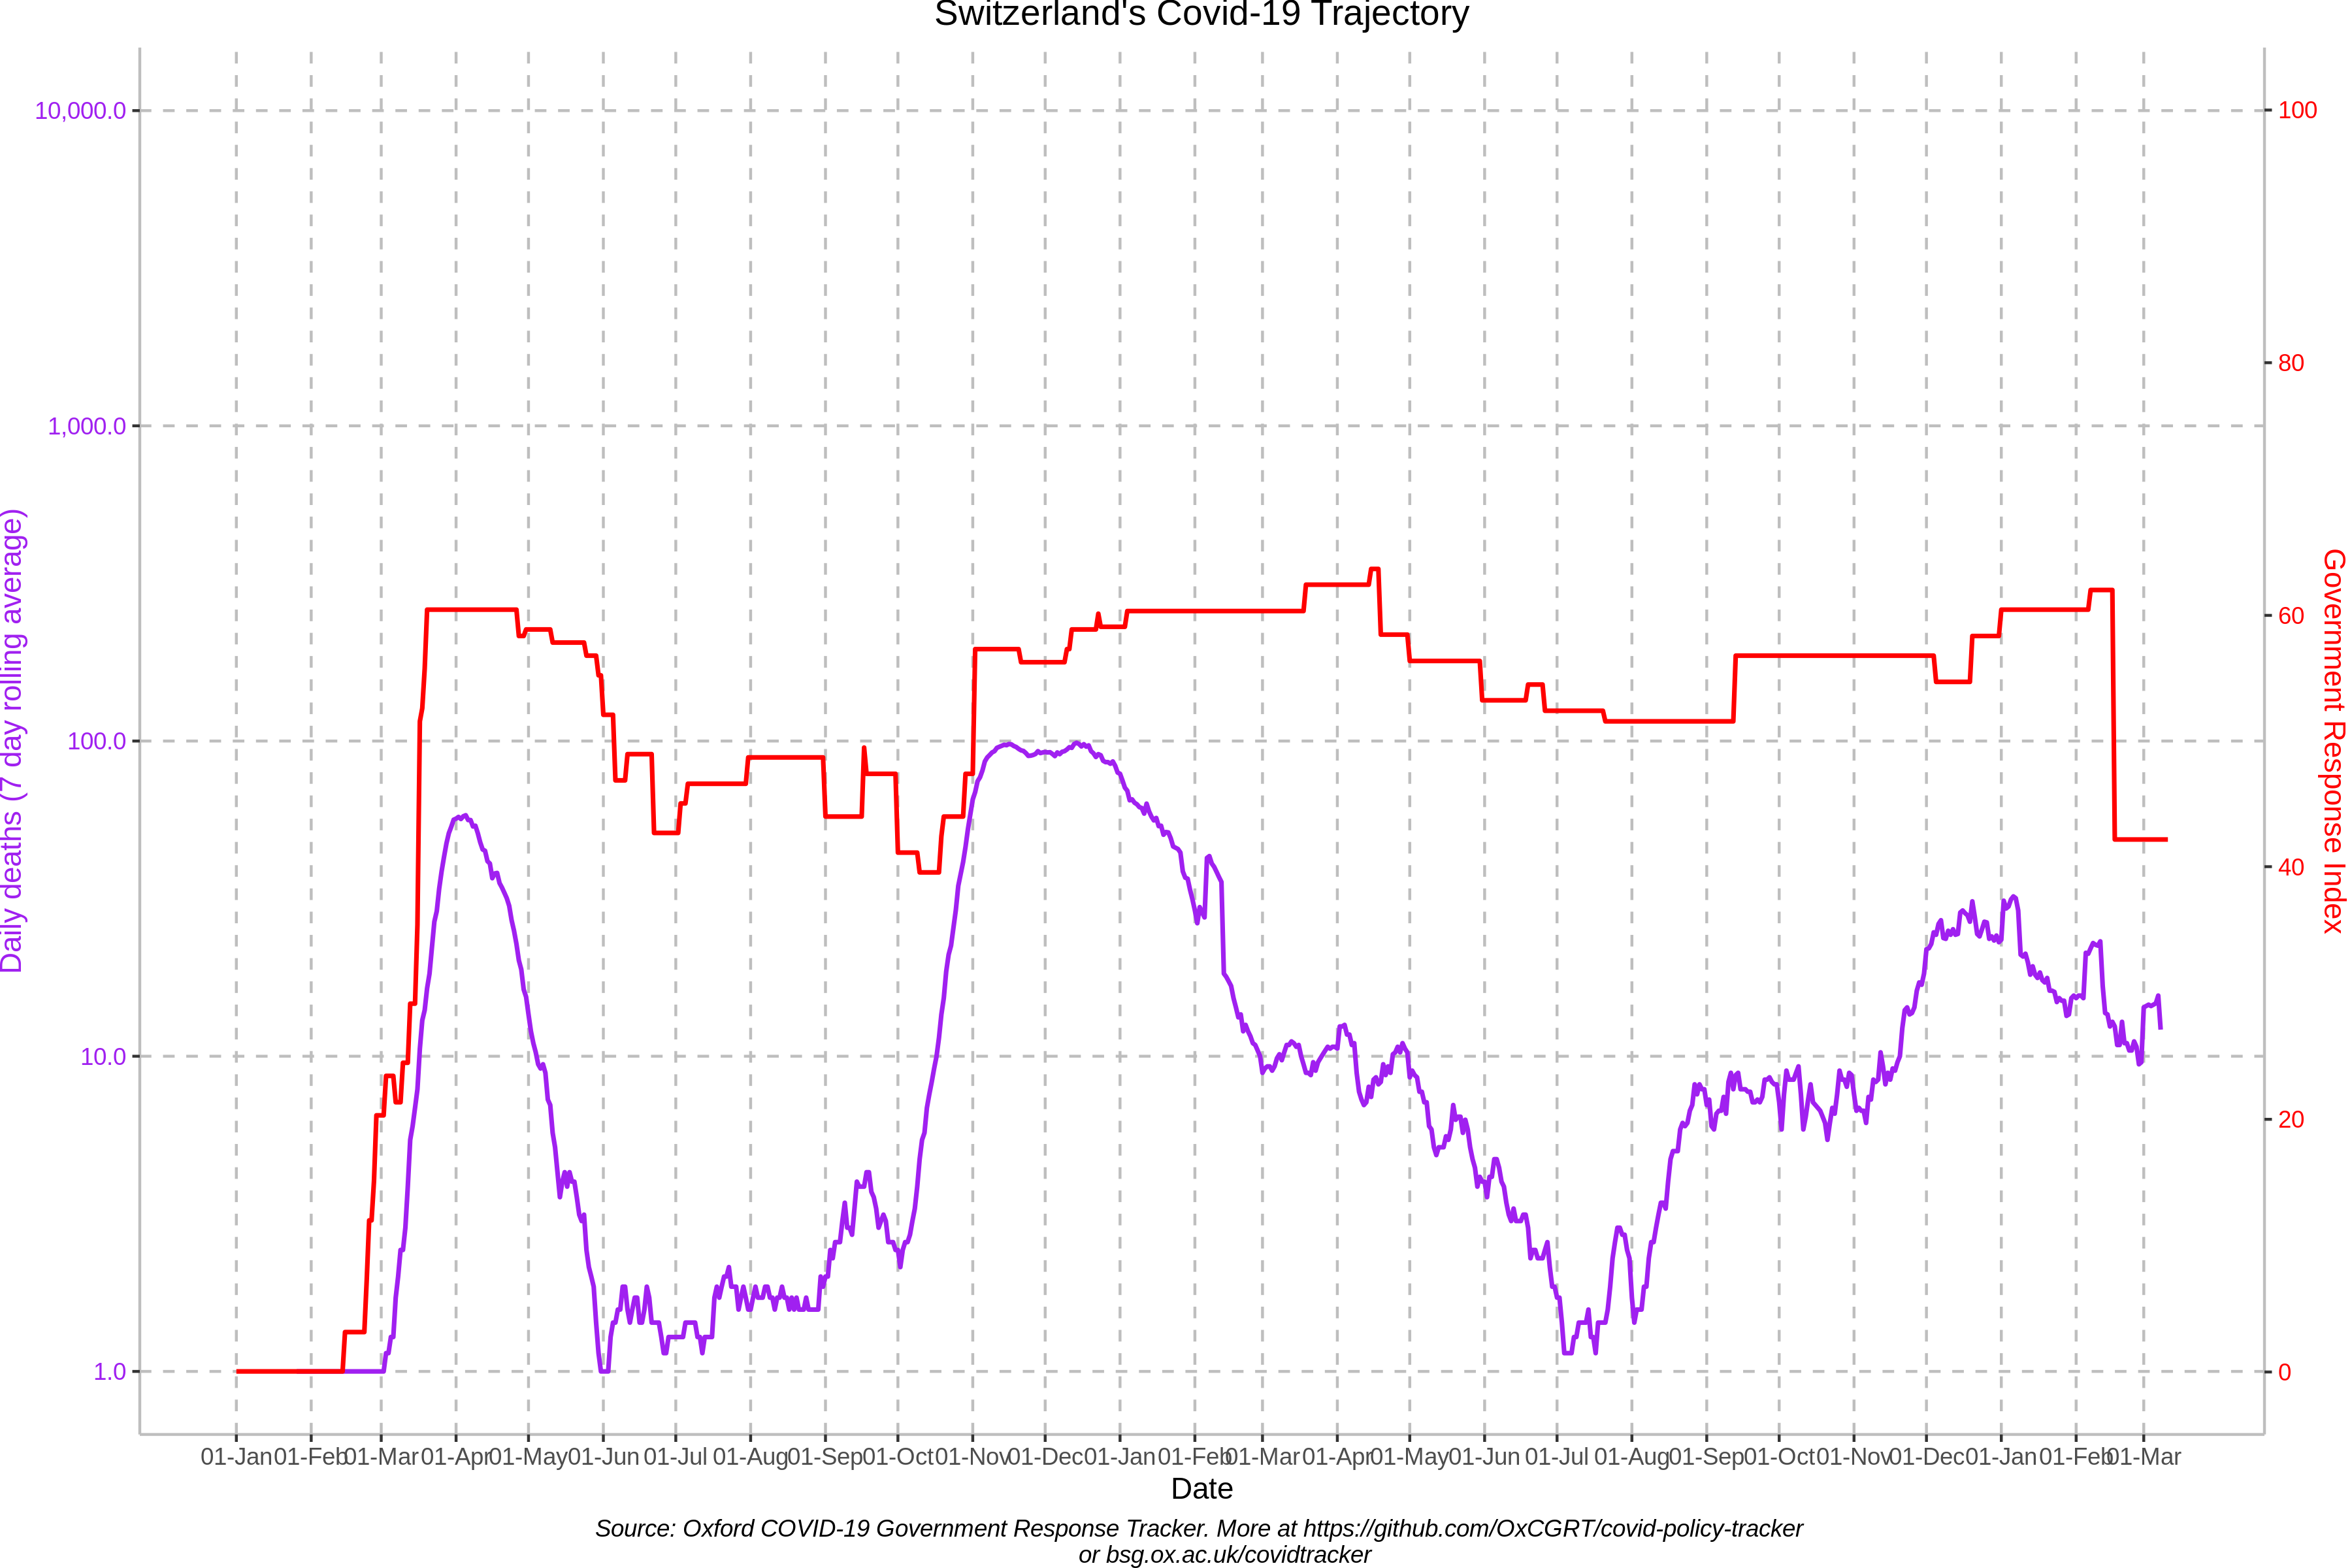 Switzerland's Covid-19 Trajectory
10,000.0
1,000.0
100.0
10.0
1.0
Daily deaths (7 day rolling average)
100
80
60
40
20
0
Government Response Index
01-Jan 01-Feb 01-Mar 01-Apr 01-May 01-Jun 01-Jul 01-Aug 01-Sep 01-Oct 01-Nov 01-Dec 01-Jan 01-Feb 01-Mar 01-Apr 01-May 01-Jun 01-Jul 01-Aug 01-Sep 01-Oct 01-Nov 01-Dec 01-Jan 01-Feb 01-Mar
Date
Source: Oxford COVID-19 Government Response Tracker. More at https://github.com/OxCGRT/covid-policy-tracker
or bsg.ox.ac.uk/covidtracker